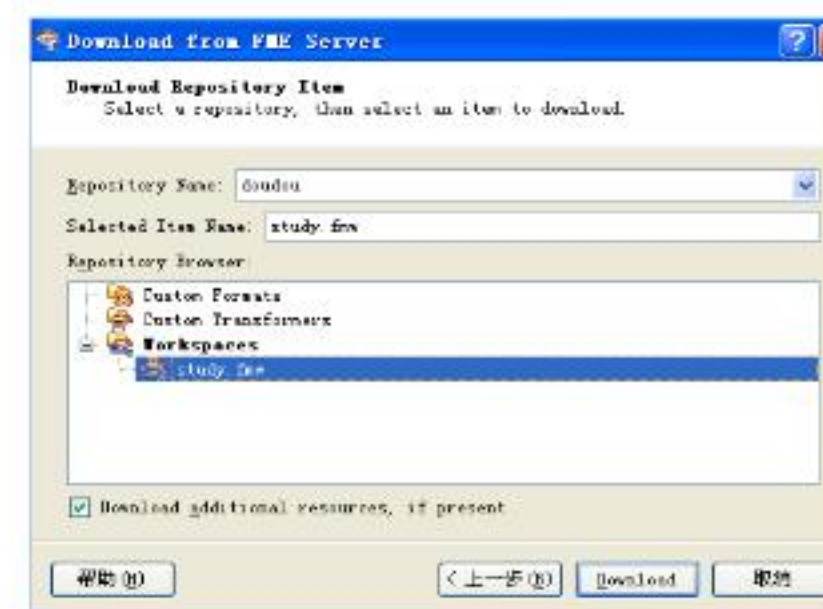 Download from FME Server
?
Download Repository Item
Select a repository, then select an item to download.
Repository Name: doudou
Selected Item Name: study.fmw
Repository Browser
Custom Formats
Custom Transformers
Workspaces
study.fmw
Download additional resources, if present
帮助(H) <上一步(B) Download 取消